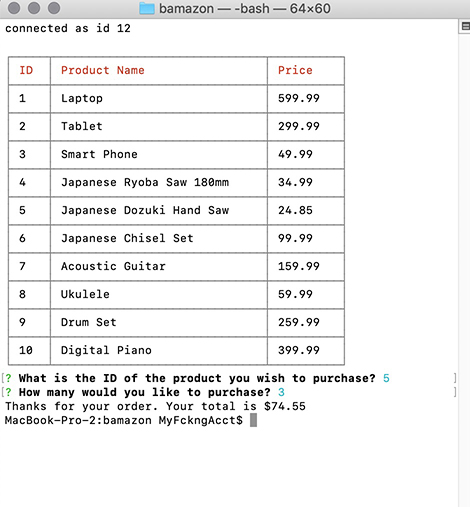 bamazon — -bash — 64×60
connected as id 12
ID Product Name Price
1 Laptop 599.99
2 Tablet 299.99
3 Smart Phone 49.99
4 Japanese Ryoba Saw 180mm 34.99
5 Japanese Dozuki Hand Saw 24.85
6 Japanese Chisel Set 99.99
7 Acoustic Guitar 159.99
8 Ukulele 59.99
9 Drum Set 259.99
10 Digital Piano 399.99
[? What is the ID of the product you wish to purchase? 5 ]
[? How many would you like to purchase? 3 ]
Thanks for your order. Your total is $74.55
MacBook-Pro-2:bamazon MyFckngAcct$